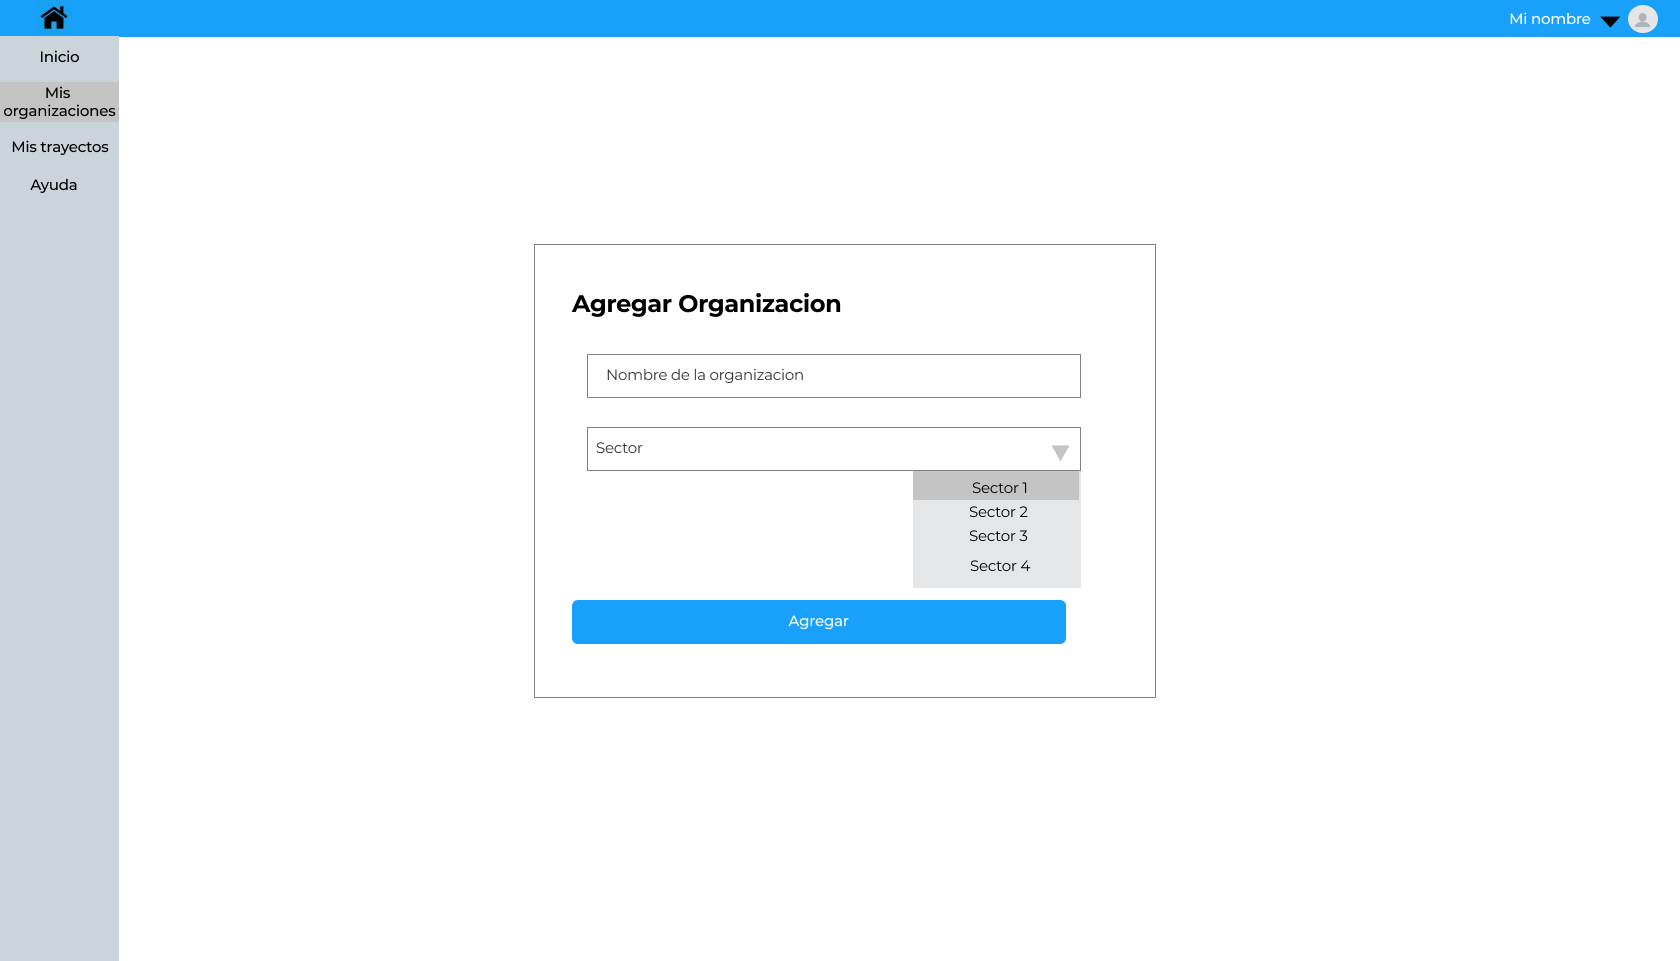 Mi nombre
Inicio
Mis
organizaciones
Mis trayectos
Ayuda
Agregar Organizacion
Nombre de la organizacion
Sector
Sector 1
Sector 2
Sector 3
Sector 4
Agregar